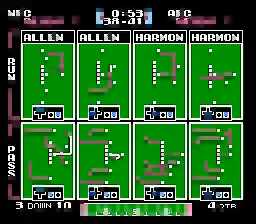 NFC 0:53 AFC
38-41
ALLEN ALLEN HARMON HARMON
RUN
PASS
3 DOWN 10 4 QTR